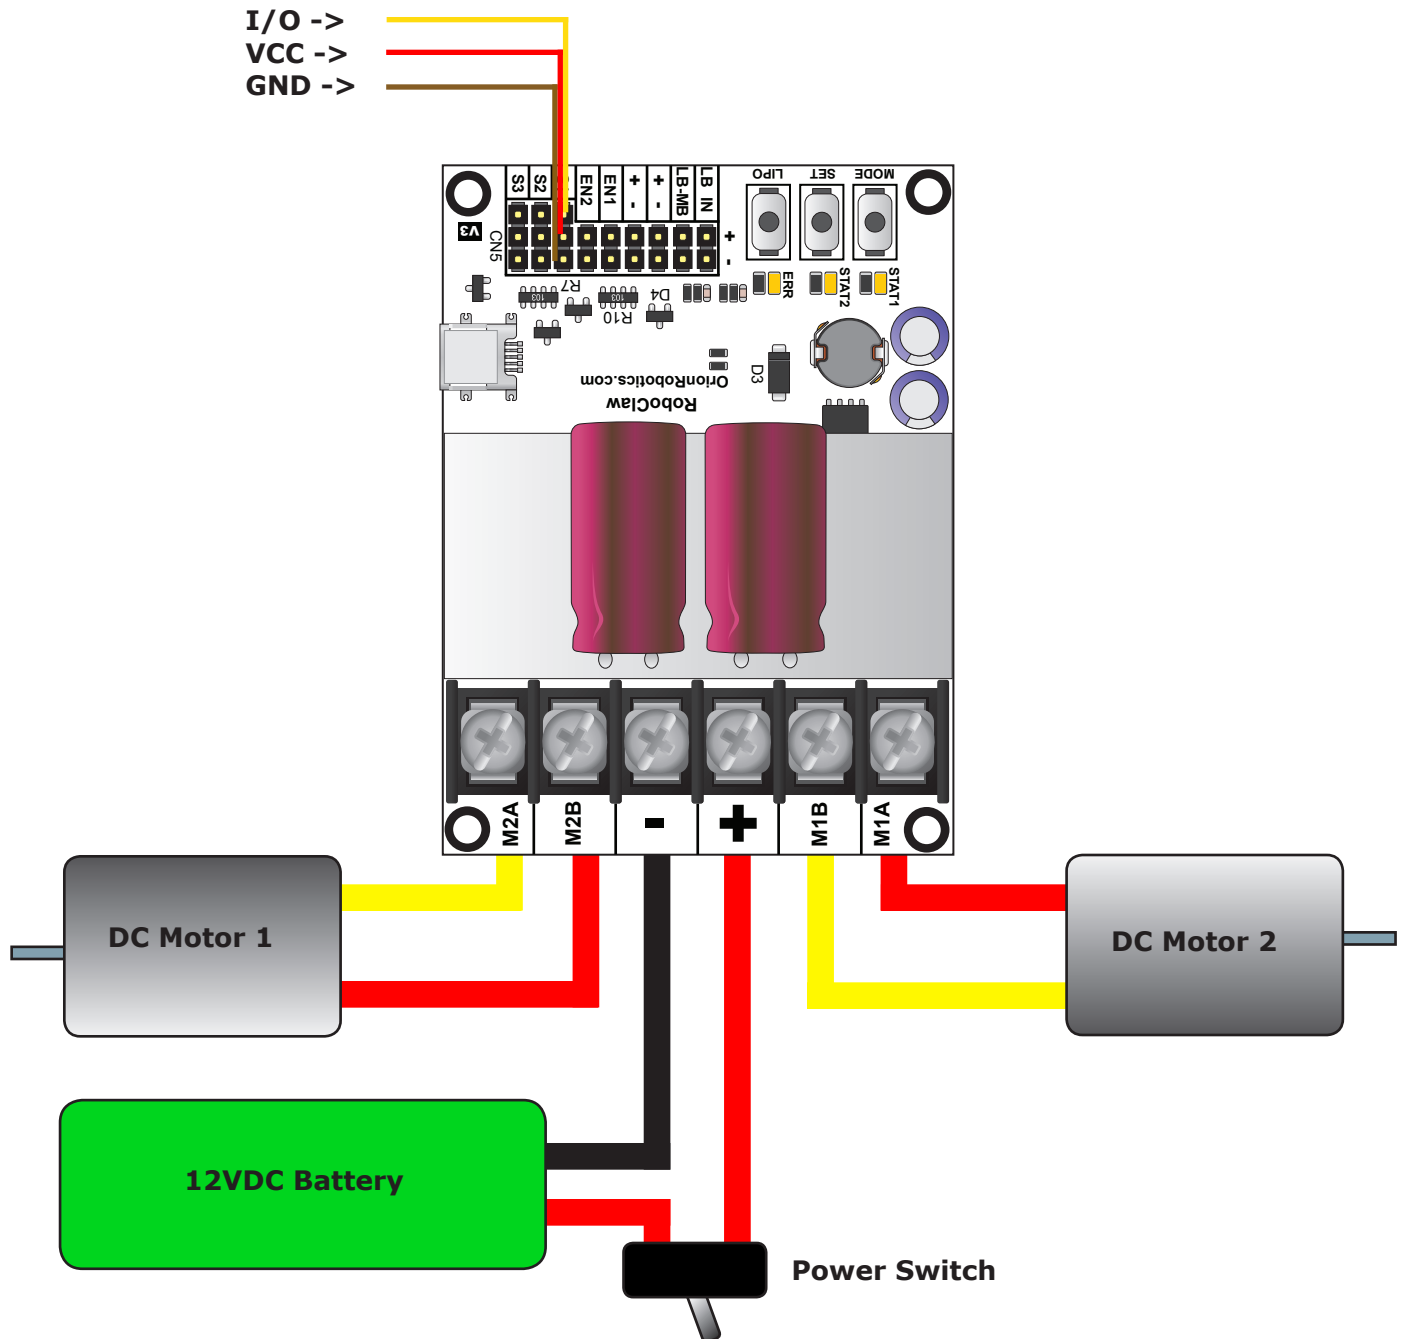 I/O ->
VCC ->
GND ->
S3
S2
EN2
EN1
+ -
+ -
LB-MB
LB IN
LIPO
SET
MODE
V3
CN5
+
-
R7
103
103
R10
D4
ERR
STAT2
STAT1
D3
OrionRobotics.com
RoboClaw
M2A
M2B
-
+
M1B
M1A
DC Motor 1
DC Motor 2
12VDC Battery
Power Switch